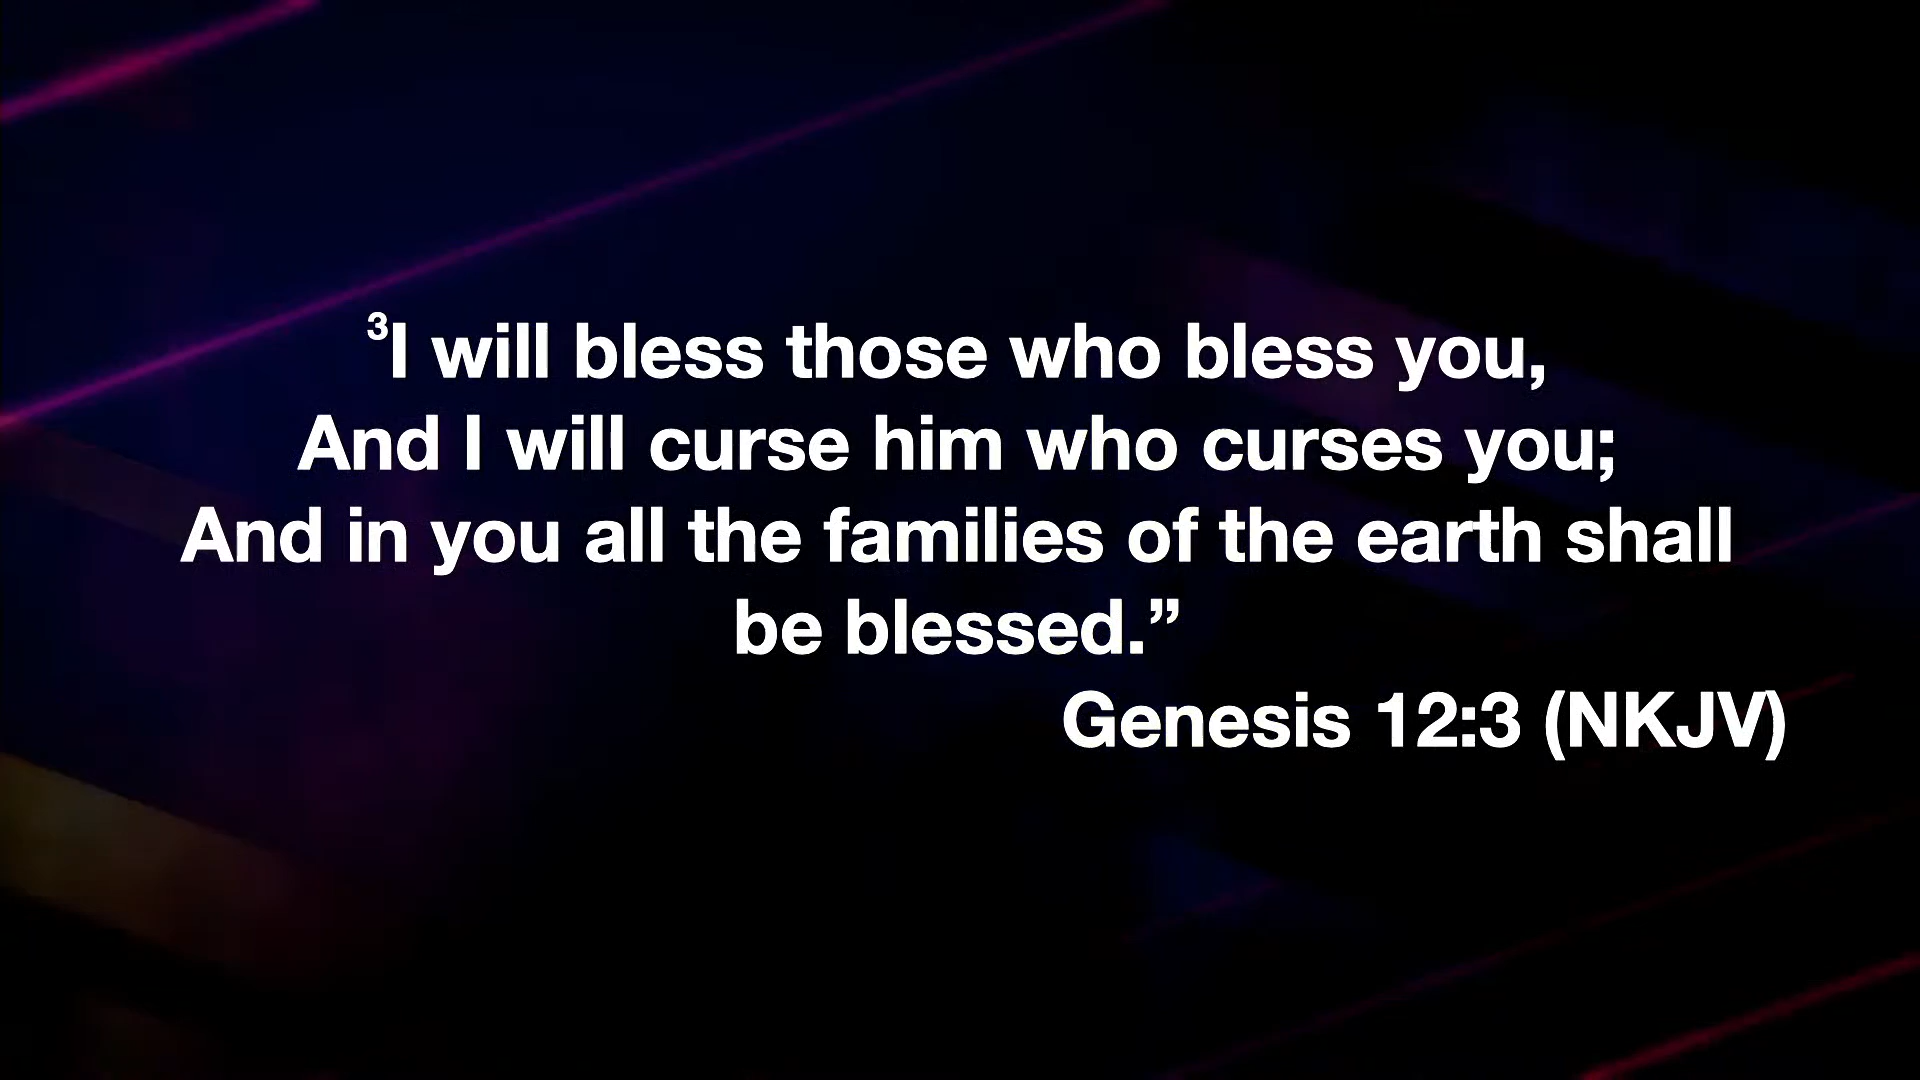 ³I will bless those who bless you,
And I will curse him who curses you;
And in you all the families of the earth shall
be blessed.”
Genesis 12:3 (NKJV)